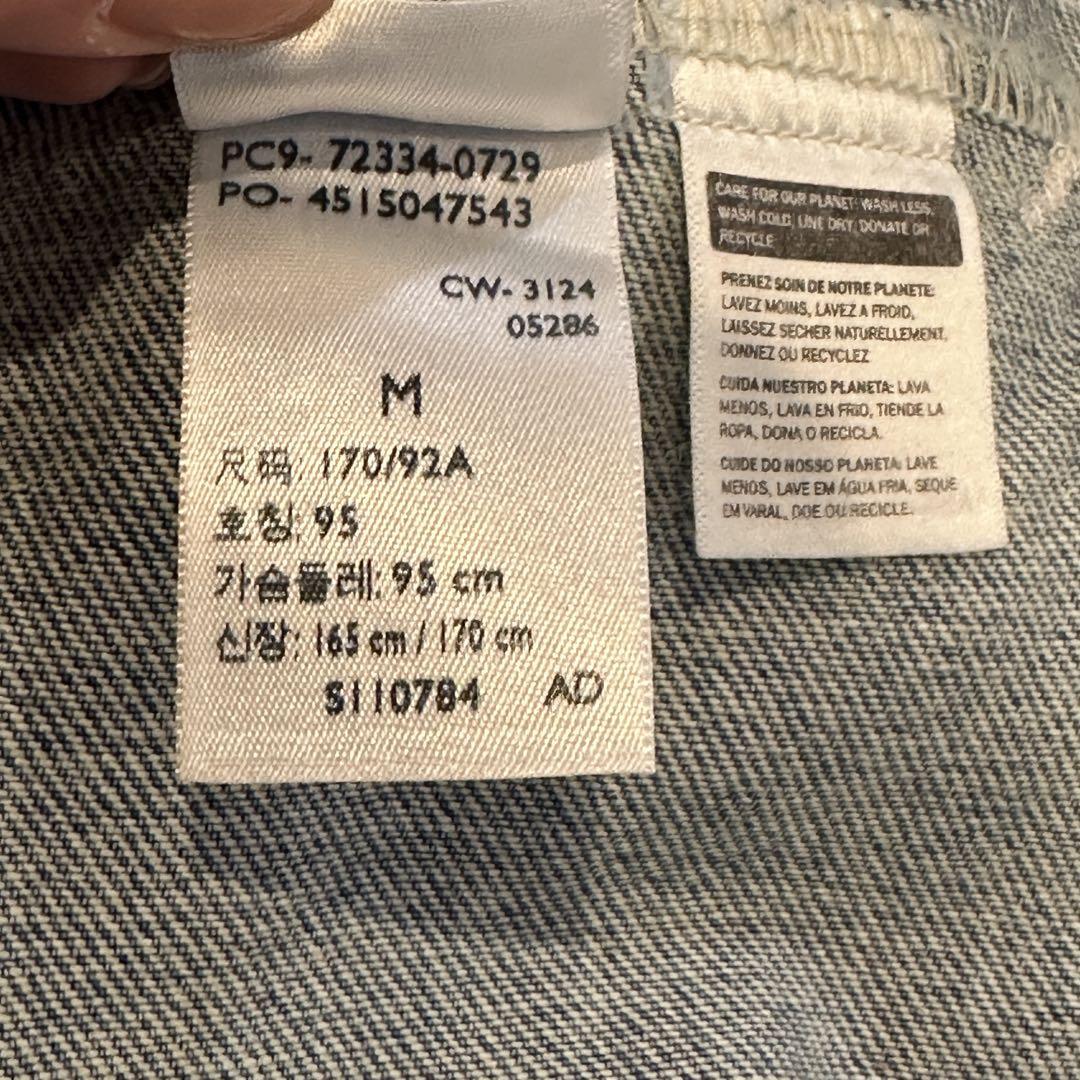 PC9- 72334-0729
PO- 4515047543
CW- 3124
05286
M
尺码: 170/92A
호칭: 95
가슴둘레: 95 cm
신장: 165 cm / 170 cm
S110784 AD
CARE FOR OUR PLANET: WASH LESS,
WASH COLD, LINE DRY, DONATE OR
RECYCLE
PRENEZ SOIN DE NOTRE PLANETE:
LAVEZ MOINS, LAVEZ A FROID,
LAISSEZ SECHER NATURELLEMENT,
DONNEZ OU RECYCLEZ
CUIDA NUESTRO PLANETA: LAVA
MENOS, LAVA EN FRIO, TIENDE LA
ROPA, DONA O RECICLA.
CUIDE DO NOSSO PLANETA: LAVE
MENOS, LAVE EM ÁGUA FRIA, SEQUE
EM VARAL, DOE OU RECICLE.